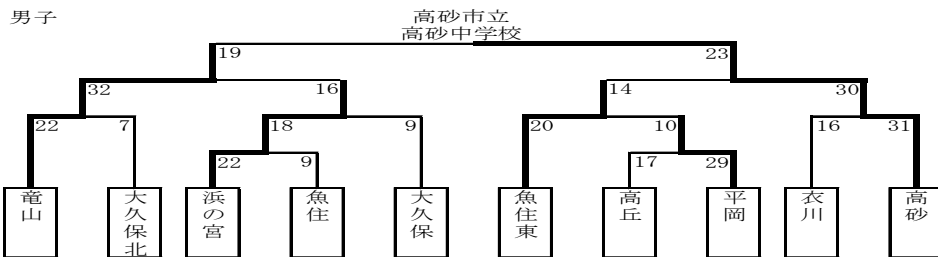 男子
高砂市立
高砂中学校
19 23
32 16 14 30
22 7 18 9 20 10 16 31
22 9 17 29
竜山 大久保北 浜の宮 魚住 大久保 魚住東 高丘 平岡 衣川 高砂